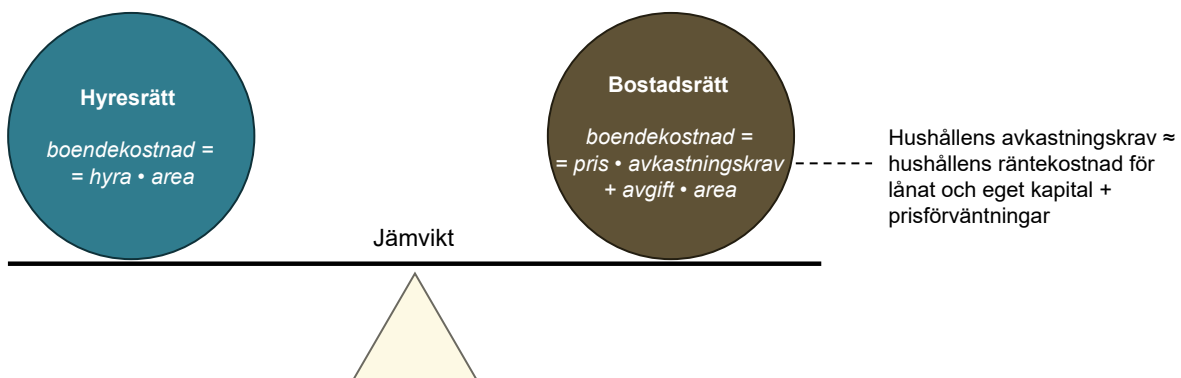 Hyresrätt
boendekostnad =
= hyra • area
Bostadsrätt
boendekostnad =
= pris • avkastningskrav
+ avgift • area
Hushållens avkastningskrav ≈
hushållens räntekostnad för
lånat och eget kapital +
prisförväntningar
Jämvikt